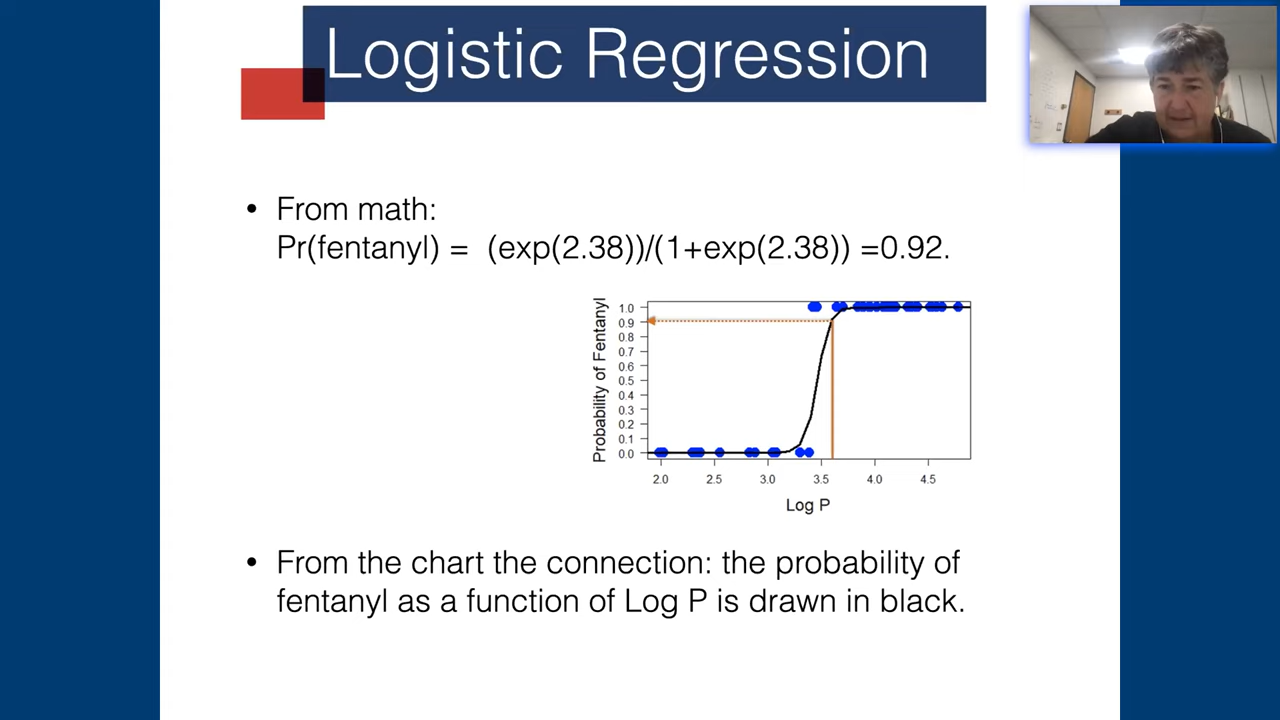 Logistic Regression
• From math:
Pr(fentanyl) = (exp(2.38))/(1+exp(2.38)) =0.92.
Probability of Fentanyl
1.0
0.9
0.8
0.7
0.6
0.5
0.4
0.3
0.2
0.1
0.0
2.0 2.5 3.0 3.5 4.0 4.5
Log P
• From the chart the connection: the probability of
fentanyl as a function of Log P is drawn in black.